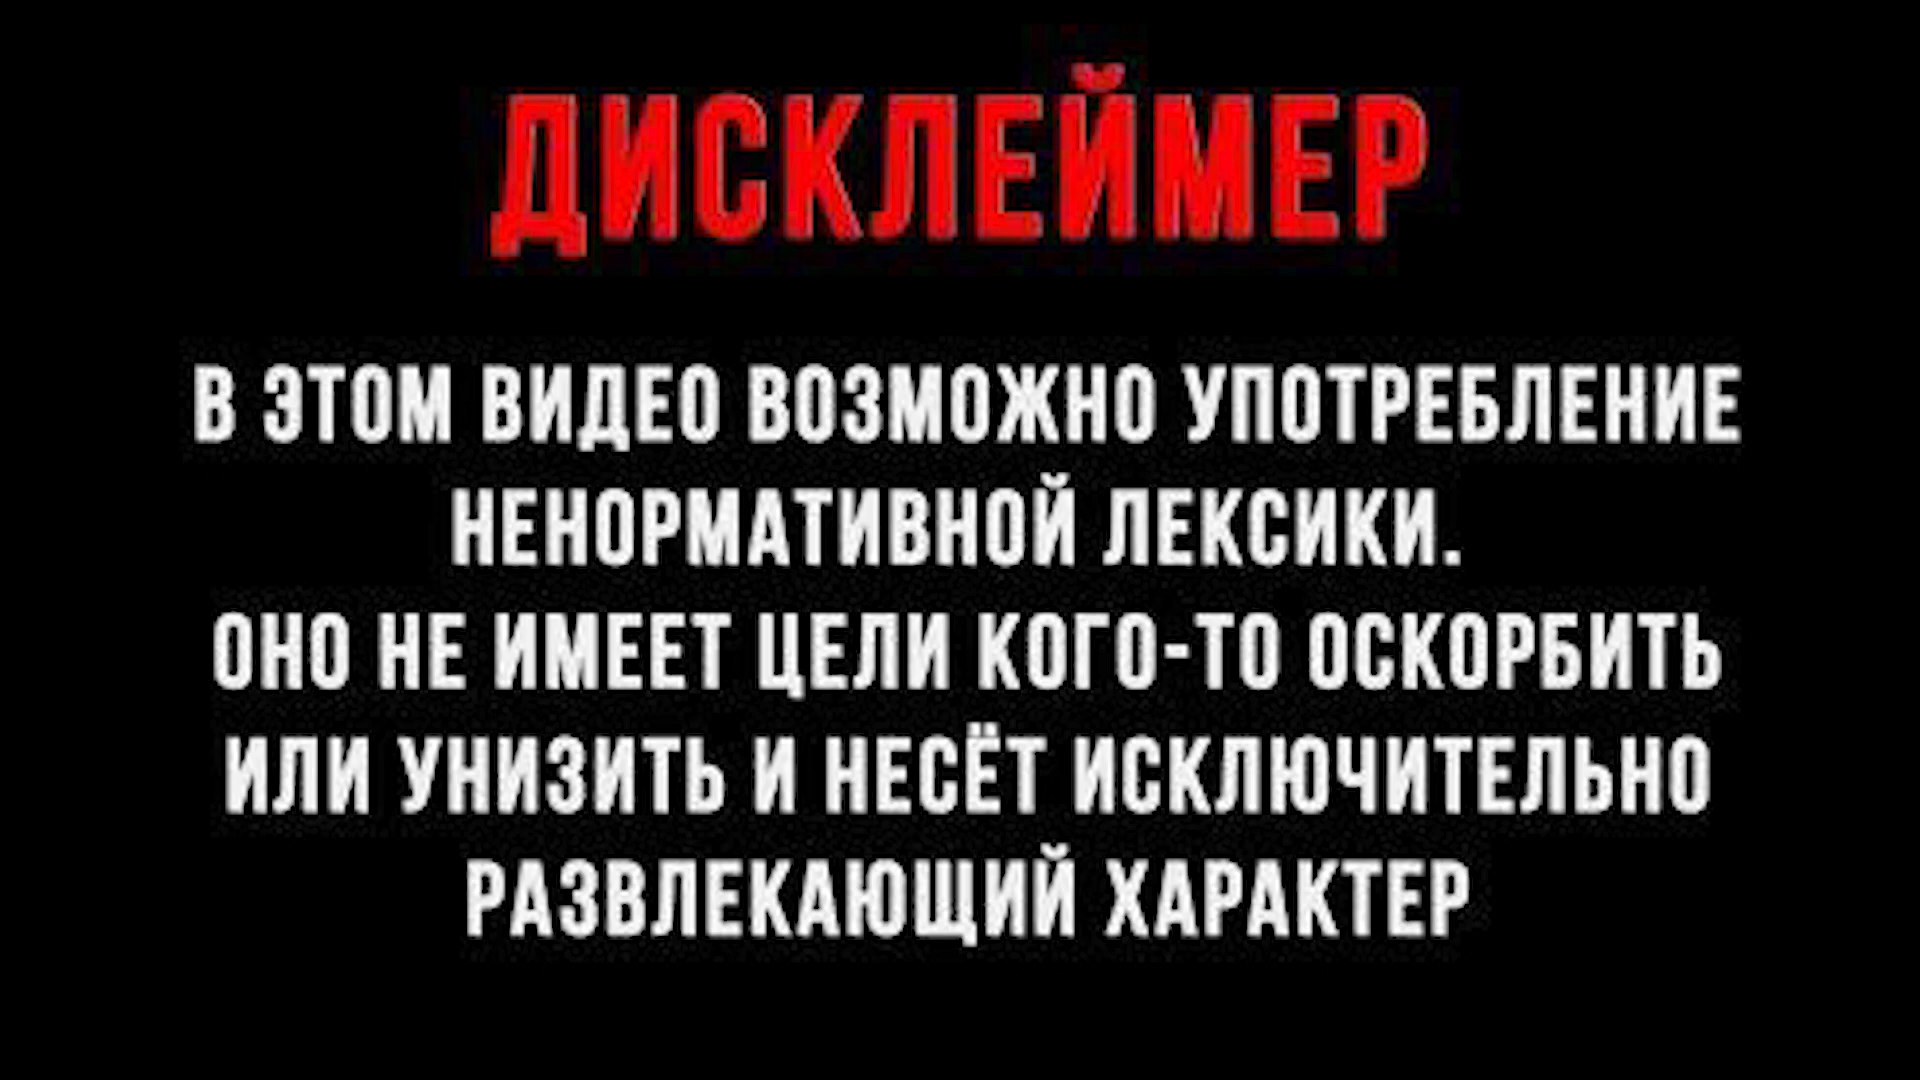 ДИСКЛЕЙМЕР
В ЭТОМ ВИДЕО ВОЗМОЖНО УПОТРЕБЛЕНИЕ
НЕНОРМАТИВНОЙ ЛЕКСИКИ.
ОНО НЕ ИМЕЕТ ЦЕЛИ КОГО-ТО ОСКОРБИТЬ
ИЛИ УНИЗИТЬ И НЕСЁТ ИСКЛЮЧИТЕЛЬНО
РАЗВЛЕКАЮЩИЙ ХАРАКТЕР